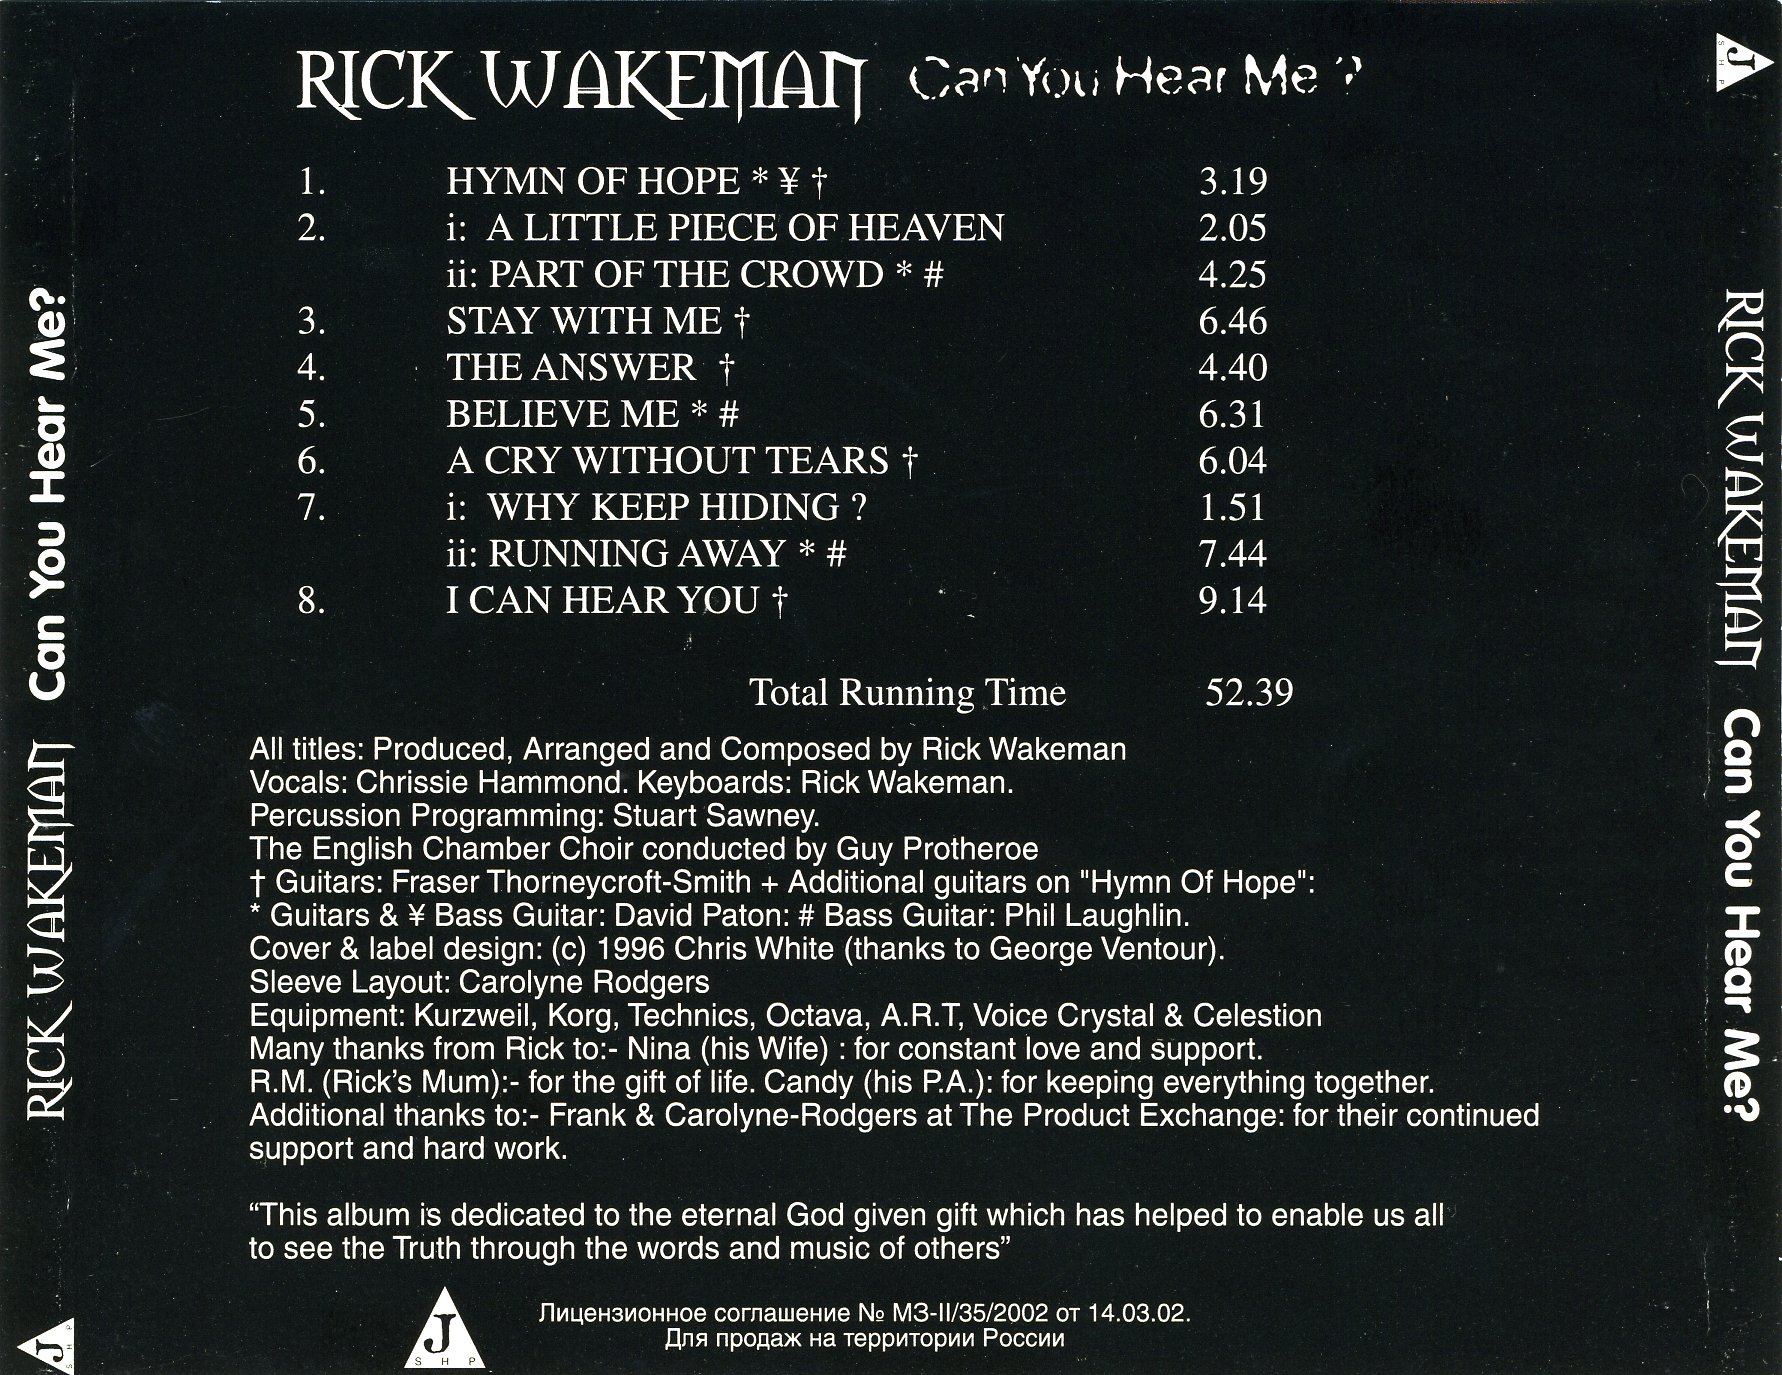 RICK WAKEMAN Can You Hear Me ?
1. HYMN OF HOPE * ¥ † 3.19
2. i: A LITTLE PIECE OF HEAVEN 2.05
ii: PART OF THE CROWD * # 4.25
3. STAY WITH ME † 6.46
4. THE ANSWER † 4.40
5. BELIEVE ME * # 6.31
6. A CRY WITHOUT TEARS † 6.04
7. i: WHY KEEP HIDING ? 1.51
ii: RUNNING AWAY * # 7.44
8. I CAN HEAR YOU † 9.14
Total Running Time 52.39
All titles: Produced, Arranged and Composed by Rick Wakeman
Vocals: Chrissie Hammond. Keyboards: Rick Wakeman.
Percussion Programming: Stuart Sawney.
The English Chamber Choir conducted by Guy Protheroe
† Guitars: Fraser Thorneycroft-Smith + Additional guitars on "Hymn Of Hope":
* Guitars & ¥ Bass Guitar: David Paton: # Bass Guitar: Phil Laughlin.
Cover & label design: (c) 1996 Chris White (thanks to George Ventour).
Sleeve Layout: Carolyne Rodgers
Equipment: Kurzweil, Korg, Technics, Octava, A.R.T, Voice Crystal & Celestion
Many thanks from Rick to:- Nina (his Wife) : for constant love and support.
R.M. (Rick’s Mum):- for the gift of life. Candy (his P.A.): for keeping everything together.
Additional thanks to:- Frank & Carolyne-Rodgers at The Product Exchange: for their continued
support and hard work.
“This album is dedicated to the eternal God given gift which has helped to enable us all
to see the Truth through the words and music of others”
J
S H P
Лицензионное соглашение № МЗ-II/35/2002 от 14.03.02.
Для продаж на территории России
RICK WAKEMAN Can You Hear Me?
J
S H P
J
S H P
RICK WAKEMAN Can You Hear Me?